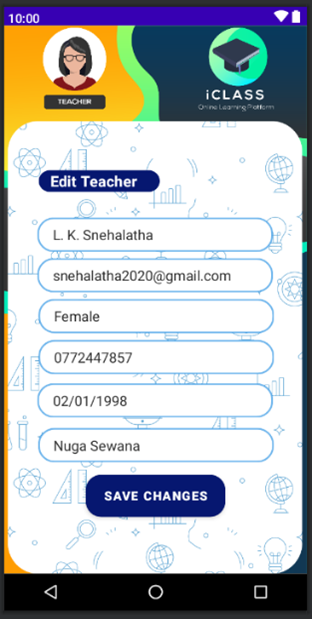 10:00
TEACHER
iCLASS
Online Learning Platform
Edit Teacher
L. K. Snehalatha
snehalatha2020@gmail.com
Female
0772447857
02/01/1998
Nuga Sewana
SAVE CHANGES